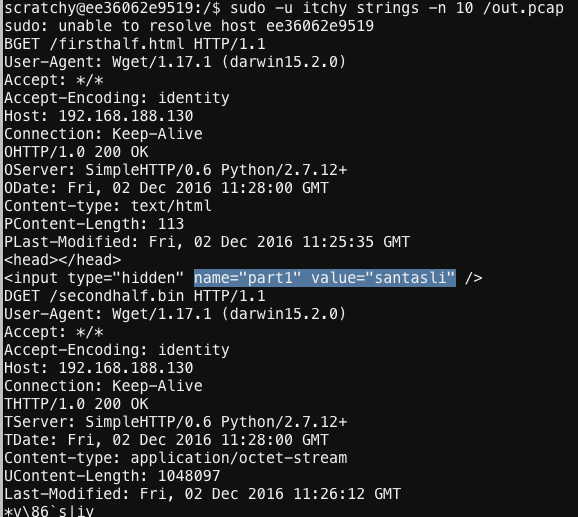 scratchy@ee36062e9519:/$ sudo -u itchy strings -n 10 /out.pcap
sudo: unable to resolve host ee36062e9519
BGET /firsthalf.html HTTP/1.1
User-Agent: Wget/1.17.1 (darwin15.2.0)
Accept: */*
Accept-Encoding: identity
Host: 192.168.188.130
Connection: Keep-Alive
OHTTP/1.0 200 OK
OServer: SimpleHTTP/0.6 Python/2.7.12+
ODate: Fri, 02 Dec 2016 11:28:00 GMT
Content-type: text/html
PContent-Length: 113
PLast-Modified: Fri, 02 Dec 2016 11:25:35 GMT
<head></head>
<input type="hidden" name="part1" value="santasli" />
DGET /secondhalf.bin HTTP/1.1
User-Agent: Wget/1.17.1 (darwin15.2.0)
Accept: */*
Accept-Encoding: identity
Host: 192.168.188.130
Connection: Keep-Alive
THTTP/1.0 200 OK
TServer: SimpleHTTP/0.6 Python/2.7.12+
TDate: Fri, 02 Dec 2016 11:28:00 GMT
Content-type: application/octet-stream
UContent-Length: 1048097
Last-Modified: Fri, 02 Dec 2016 11:26:12 GMT